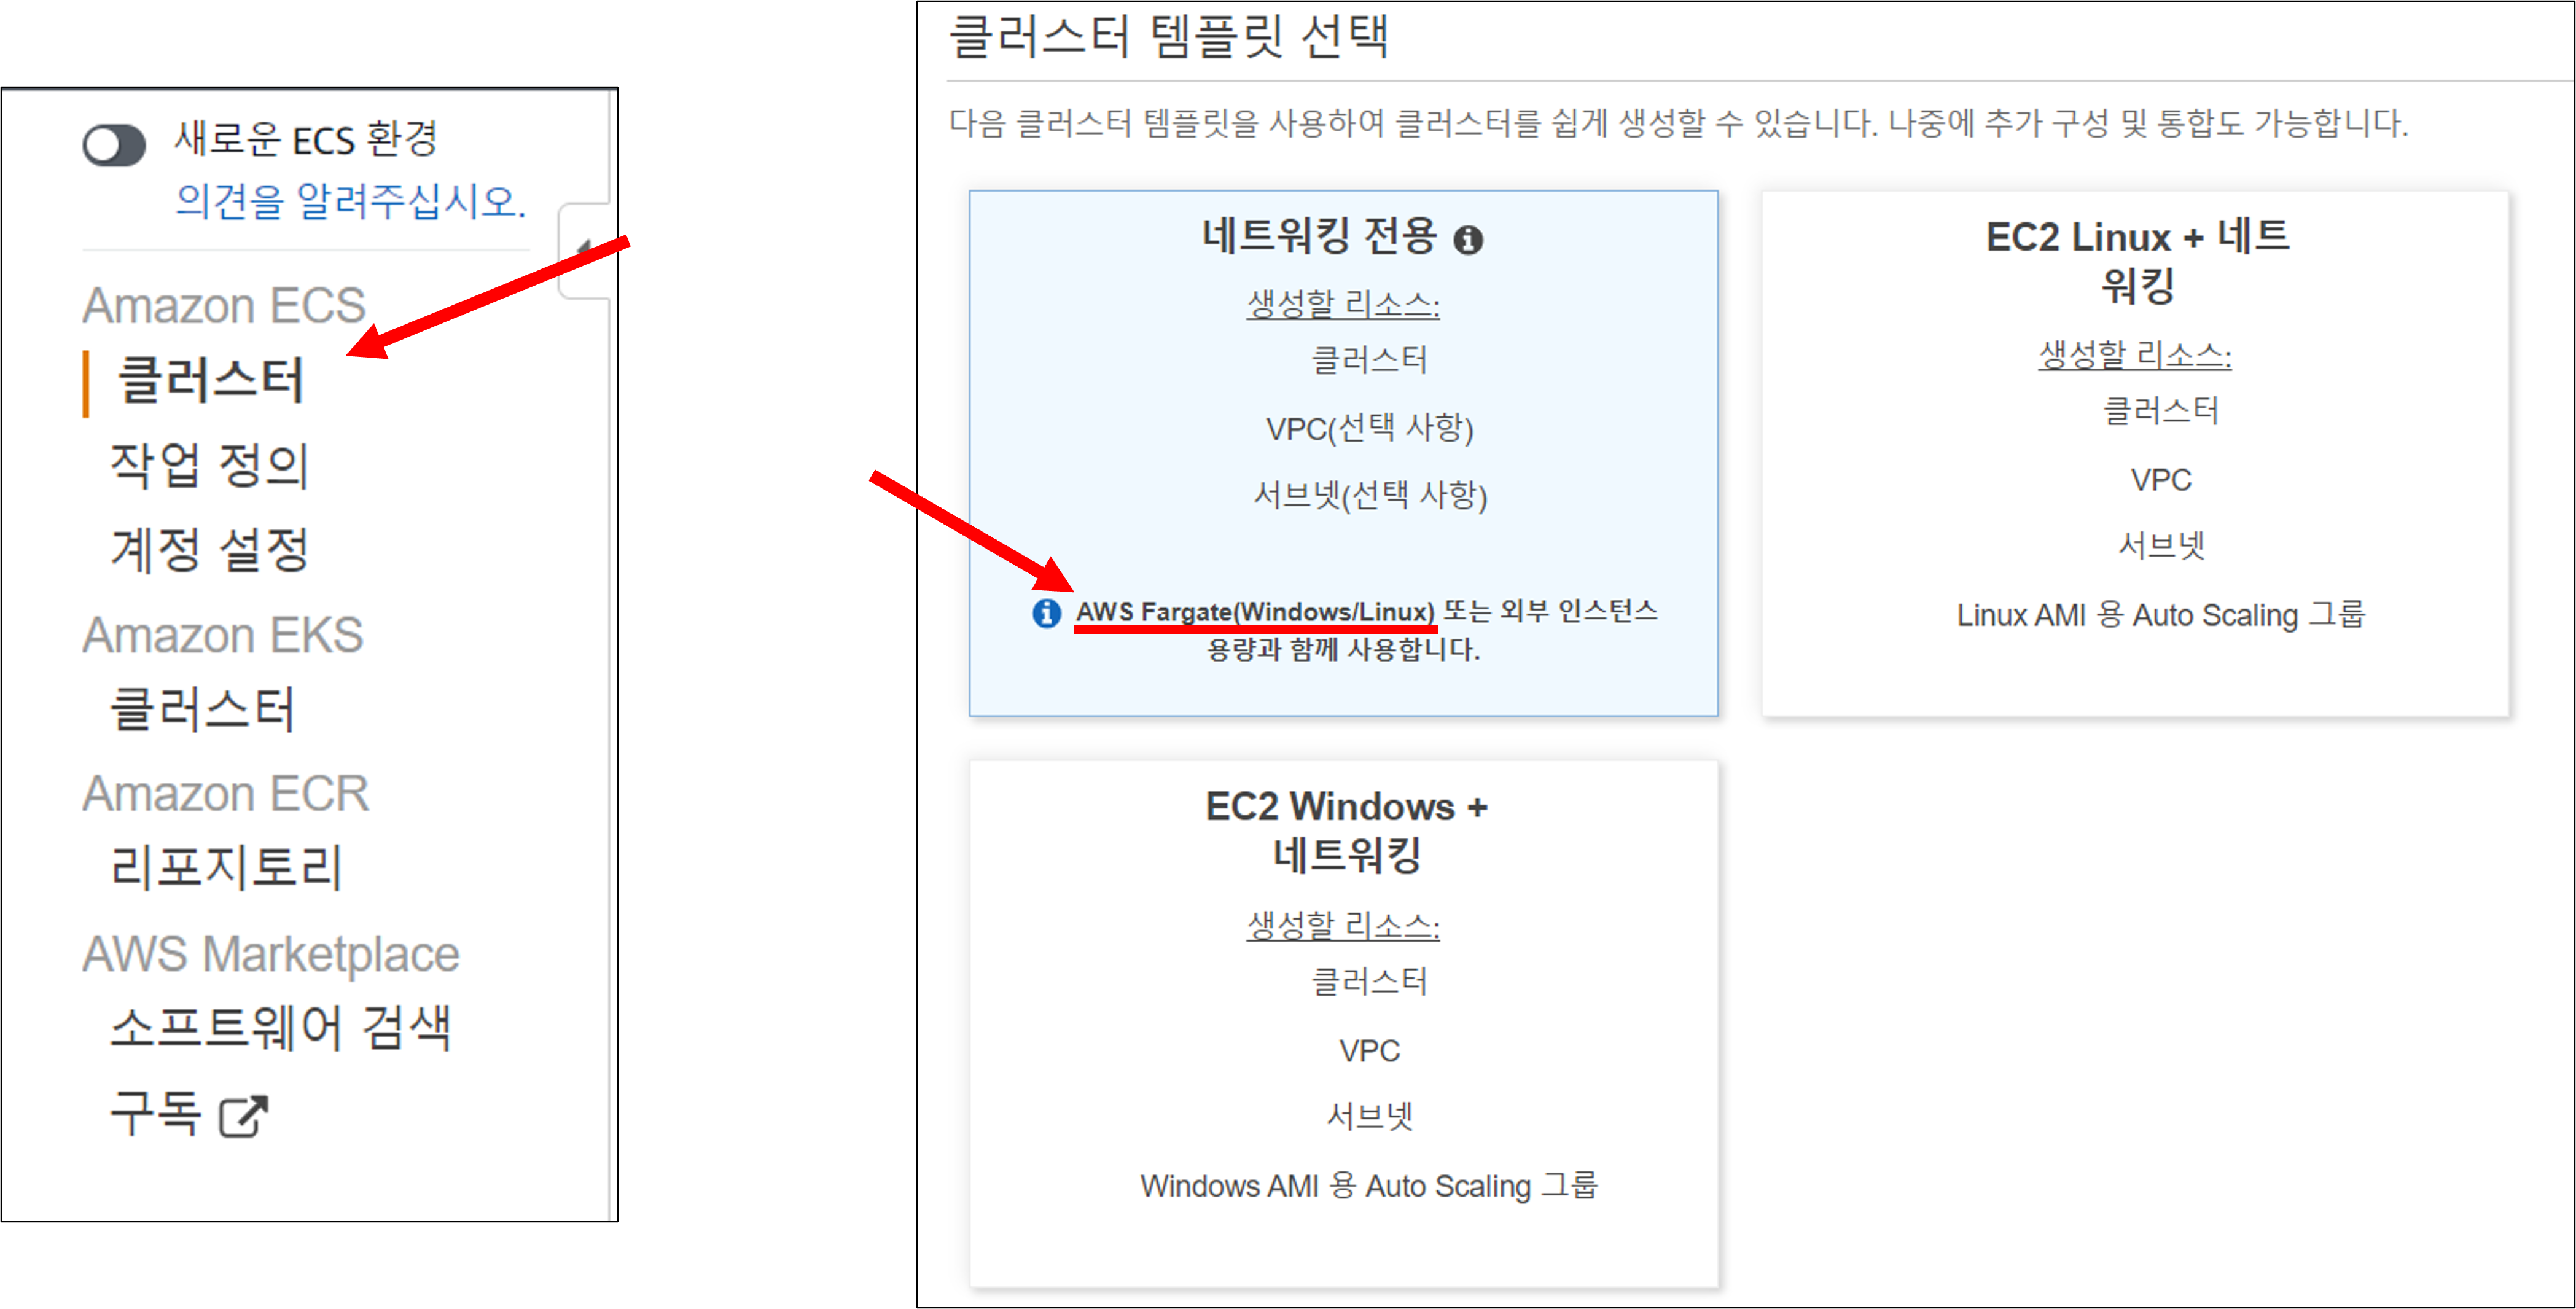 새로운 ECS 환경
의견을 알려주십시오.
Amazon ECS
클러스터
작업 정의
계정 설정
Amazon EKS
클러스터
Amazon ECR
리포지토리
AWS Marketplace
소프트웨어 검색
구독
클러스터 템플릿 선택
다음 클러스터 템플릿을 사용하여 클러스터를 쉽게 생성할 수 있습니다. 나중에 추가 구성 및 통합도 가능합니다.
네트워킹 전용
생성할 리소스:
클러스터
VPC(선택 사항)
서브넷(선택 사항)
AWS Fargate(Windows/Linux) 또는 외부 인스턴스
용량과 함께 사용합니다.
EC2 Linux + 네트
워킹
생성할 리소스:
클러스터
VPC
서브넷
Linux AMI 용 Auto Scaling 그룹
EC2 Windows +
네트워킹
생성할 리소스:
클러스터
VPC
서브넷
Windows AMI 용 Auto Scaling 그룹